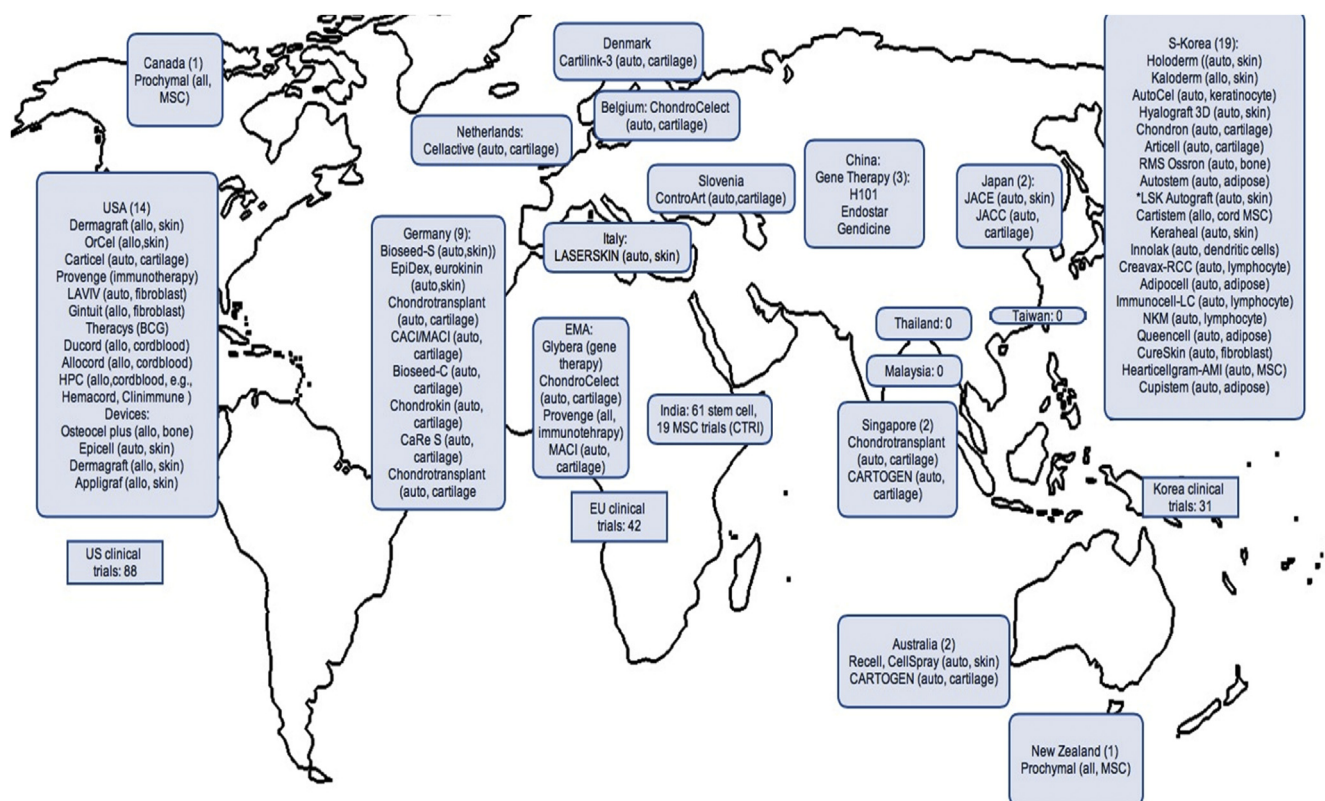 Canada (1)
Prochymal (all,
MSC)
Denmark
Cartilink-3 (auto, cartilage)
Belgium: ChondroCelect
(auto, cartilage)
Netherlands:
Cellactive (auto, cartilage)
Slovenia
ControArt (auto,cartilage)
Italy:
LASERSKIN (auto, skin)
China:
Gene Therapy (3):
H101
Endostar
Gendicine
Japan (2):
JACE (auto, skin)
JACC (auto,
cartilage)
S-Korea (19):
Holoderm ((auto, skin)
Kaloderm (allo, skin)
AutoCel (auto, keratinocyte)
Hyalograft 3D (auto, skin)
Chondron (auto, cartilage)
Articell (auto, cartilage)
RMS Ossron (auto, bone)
Autostem (auto, adipose)
*LSK Autograft (auto, skin)
Cartistem (allo, cord MSC)
Keraheal (auto, skin)
Innolak (auto, dendritic cells)
Creavax-RCC (auto, lymphocyte)
Adipocell (auto, adipose)
Immunocell-LC (auto, lymphocyte)
NKM (auto, lymphocyte)
Queencell (auto, adipose)
CureSkin (auto, fibroblast)
Hearticellgram-AMI (auto, MSC)
Cupistem (auto, adipose)
USA (14)
Dermagraft (allo, skin)
OrCel (allo,skin)
Carticel (auto, cartilage)
Provenge (immunotherapy)
LAVIV (auto, fibroblast)
Gintuit (allo, fibroblast)
Theracys (BCG)
Ducord (allo, cordblood)
Allocord (allo, cordblood)
HPC (allo,cordblood, e.g.,
Hemacord, Clinimmune )
Devices:
Osteocel plus (allo, bone)
Epicell (auto, skin)
Dermagraft (allo, skin)
Appligraf (allo, skin)
US clinical
trials: 88
Germany (9):
Bioseed-S (auto,skin))
EpiDex, eurokinin
(auto,skin)
Chondrotransplant
(auto, cartilage)
CACI/MACI (auto,
cartilage)
Bioseed-C (auto,
cartilage)
Chondrokin (auto,
cartilage)
CaRe S (auto,
cartilage)
Chondrotransplant
(auto, cartilage
EMA:
Glybera (gene
therapy)
ChondroCelect
(auto, cartilage)
Provenge (all,
immunotehrapy)
MACI (auto,
cartilage)
EU clinical
trials: 42
India: 61 stem cell,
19 MSC trials (CTRI)
Thailand: 0
Taiwan: 0
Malaysia: 0
Singapore (2)
Chondrotransplant
(auto, cartilage)
CARTOGEN (auto,
cartilage)
Korea clinical
trials: 31
Australia (2)
Recell, CellSpray (auto, skin)
CARTOGEN (auto, cartilage)
New Zealand (1)
Prochymal (all, MSC)